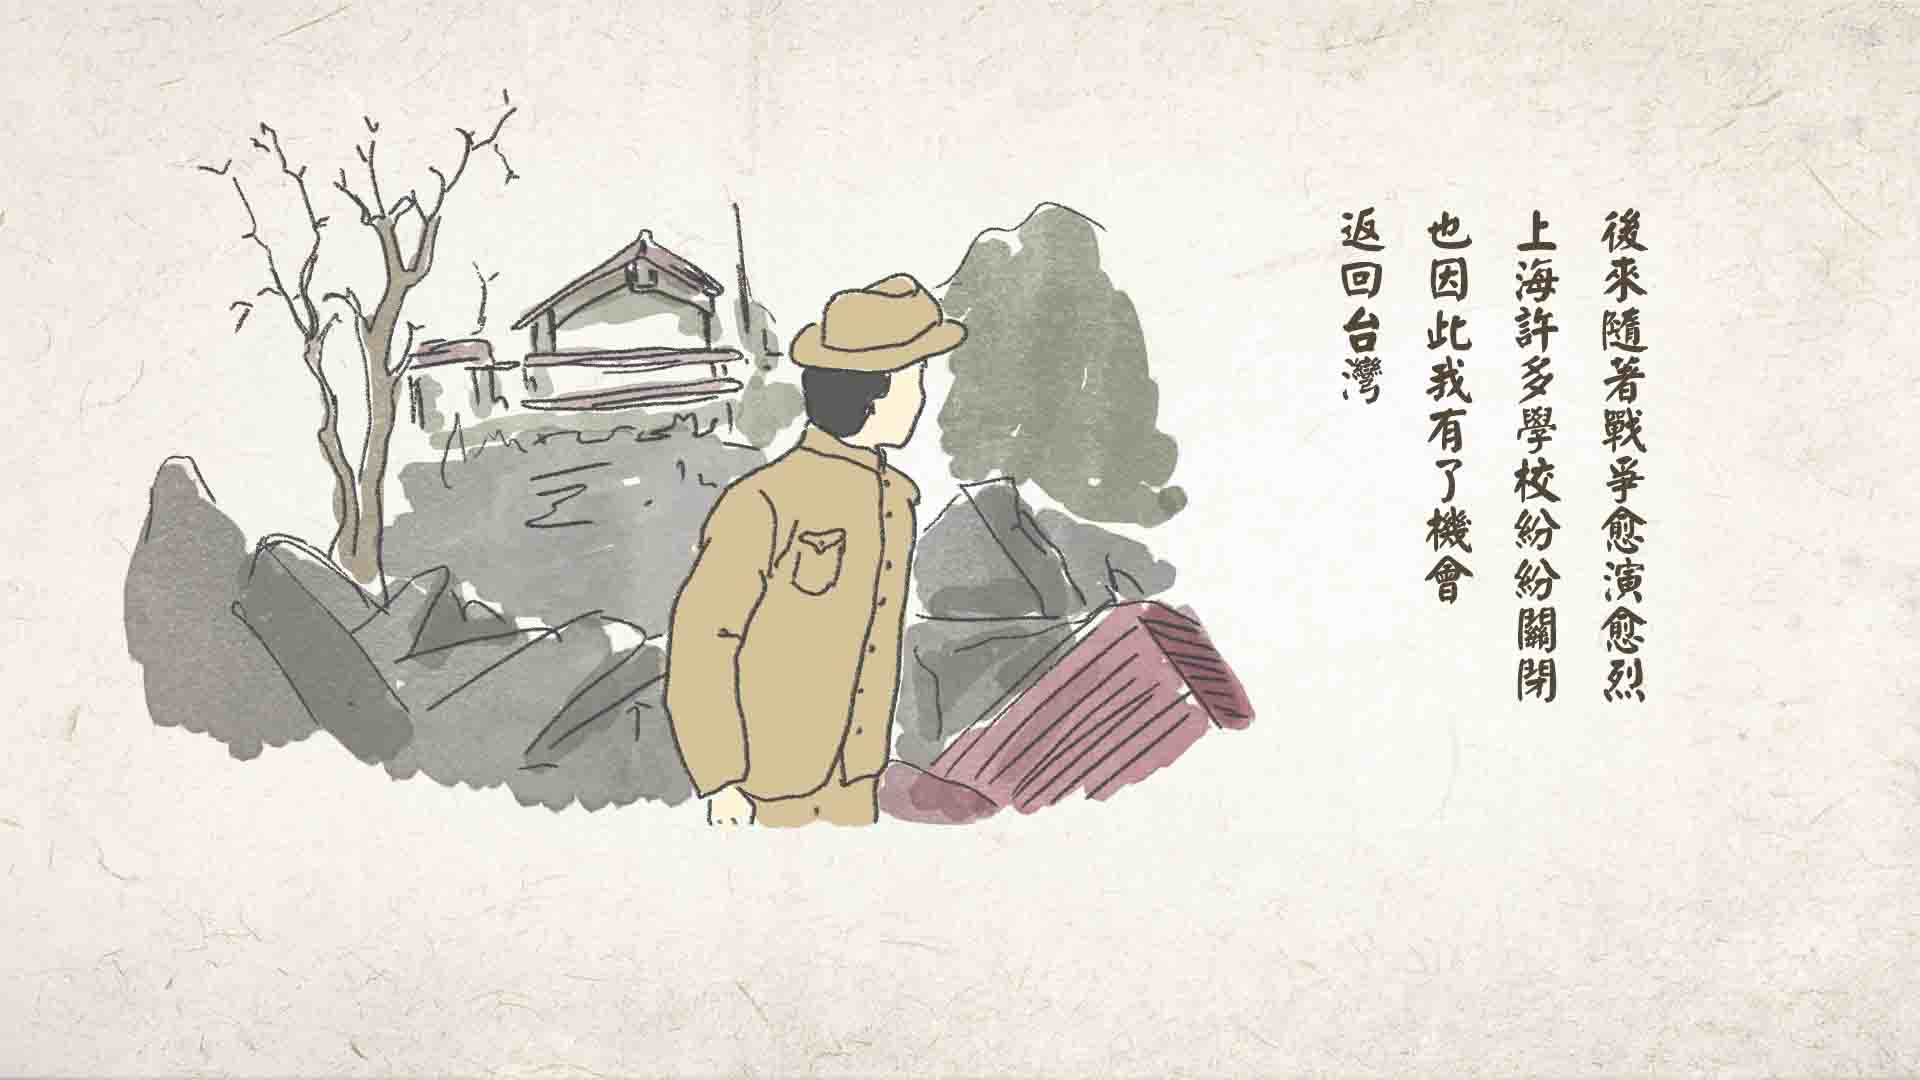 後來隨著戰爭愈演愈烈
上海許多學校紛紛關閉
也因此我有了機會
返回台灣